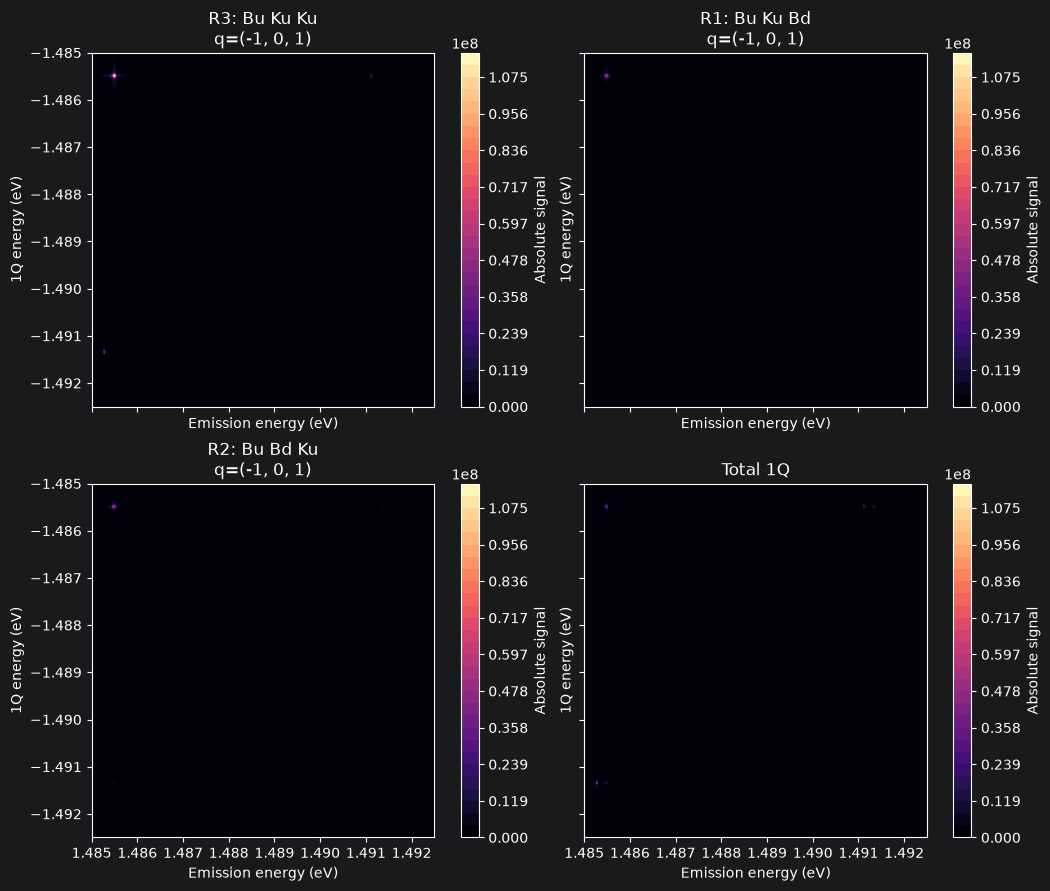 R3: Bu Ku Ku
q=(-1, 0, 1)
−1.485
−1.486
−1.487
−1.488
−1.489
−1.490
−1.491
−1.492
1Q energy (eV)
Emission energy (eV)
1e8
1.075
0.956
0.836
0.717
0.597
0.478
0.358
0.239
0.119
0.000
Absolute signal
R1: Bu Ku Bd
q=(-1, 0, 1)
1Q energy (eV)
Emission energy (eV)
1e8
1.075
0.956
0.836
0.717
0.597
0.478
0.358
0.239
0.119
0.000
Absolute signal
R2: Bu Bd Ku
q=(-1, 0, 1)
−1.485
−1.486
−1.487
−1.488
−1.489
−1.490
−1.491
−1.492
1Q energy (eV)
1.485 1.486 1.487 1.488 1.489 1.490 1.491 1.492
Emission energy (eV)
1e8
1.075
0.956
0.836
0.717
0.597
0.478
0.358
0.239
0.119
0.000
Absolute signal
Total 1Q
1Q energy (eV)
1.485 1.486 1.487 1.488 1.489 1.490 1.491 1.492
Emission energy (eV)
1e8
1.075
0.956
0.836
0.717
0.597
0.478
0.358
0.239
0.119
0.000
Absolute signal